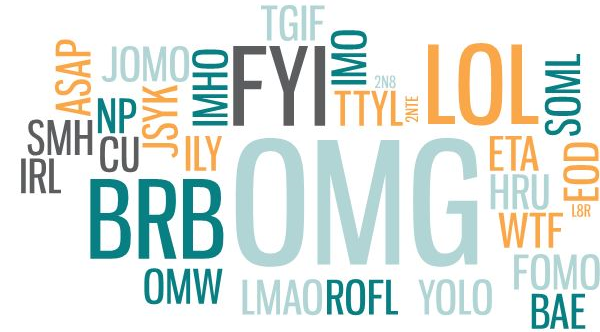 TGIF
ASAP
JOMO
IMHO
FYI
IMO
2N8
TTYL
2NTE
LOL
SOML
NP
JSYK
SMH
CU
ILY
IRL
OMG
ETA
EOD
HRU
L8R
BRB
WTF
OMW
LMAO
ROFL
YOLO
FOMO
BAE